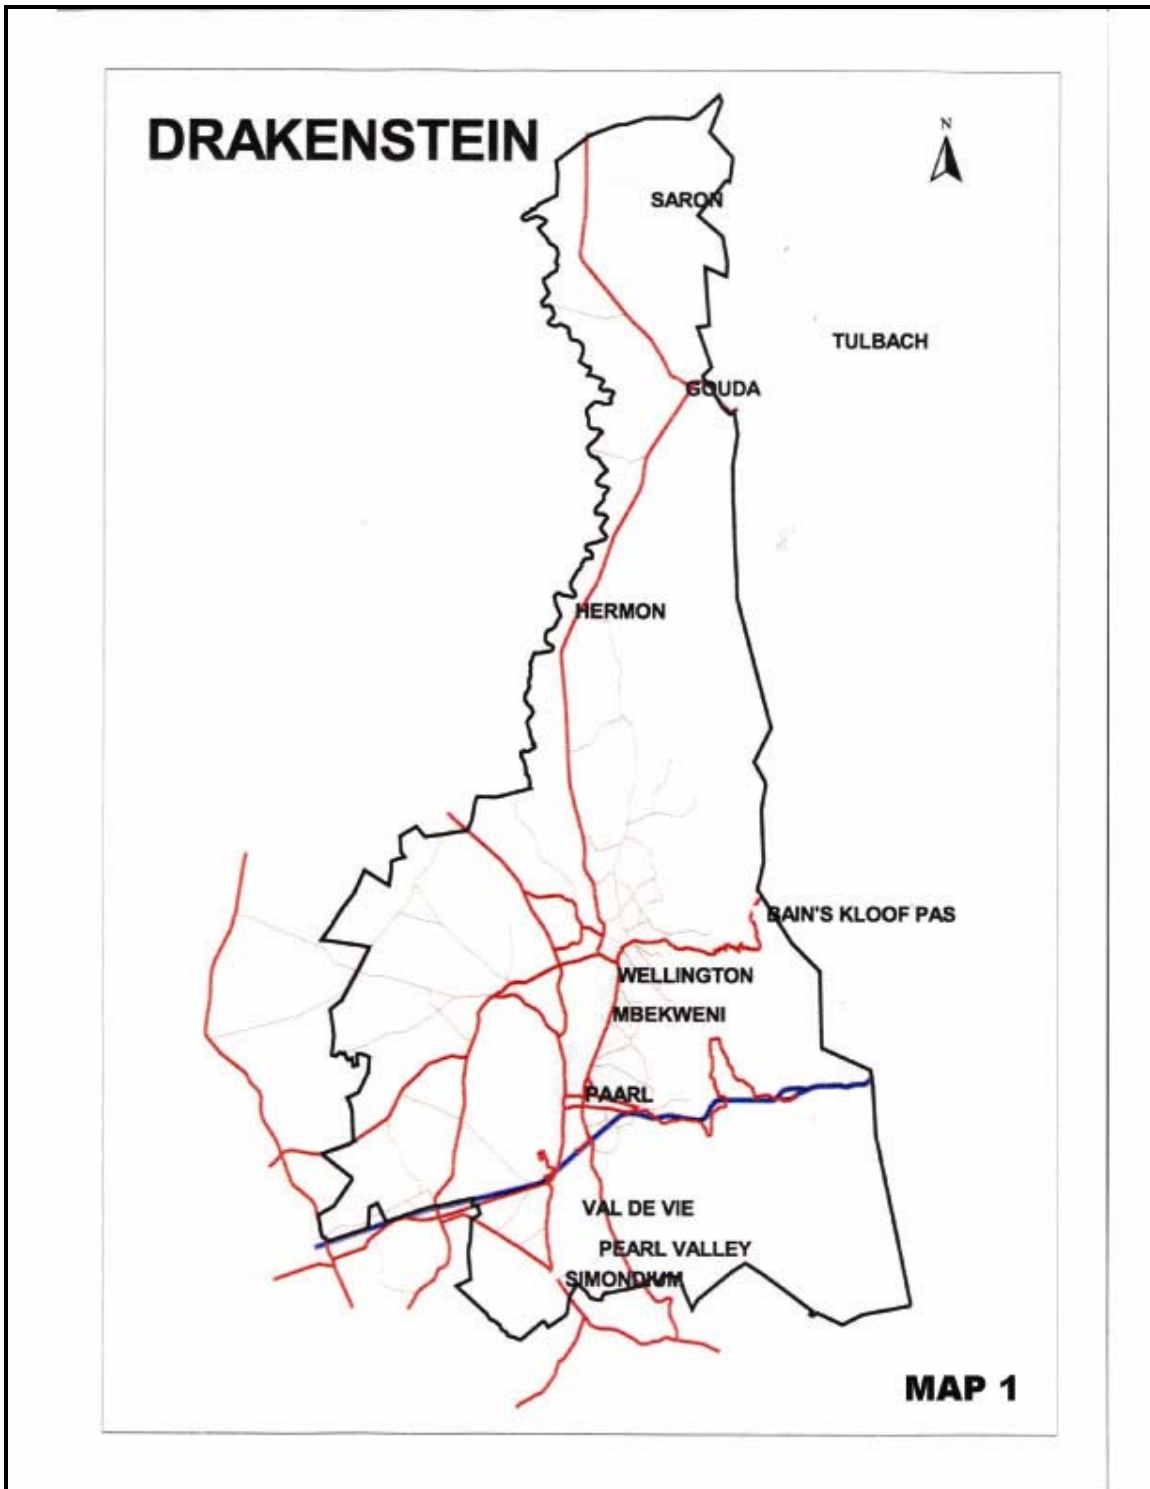 DRAKENSTEIN
N
SARON
TULBACH
GOUDA
HERMON
BAIN'S KLOOF PAS
WELLINGTON
MBEKWENI
PAARL
VAL DE VIE
PEARL VALLEY
SIMONDIUM
MAP 1